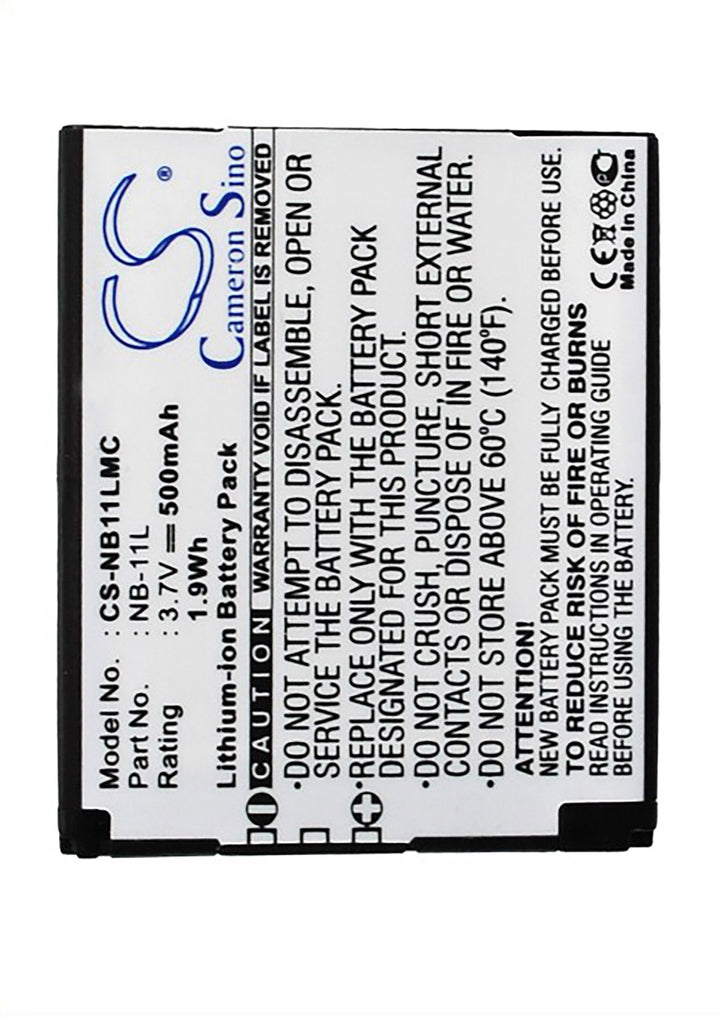 CS®
Cameron Sino
Model No. : CS-NB11LMC
Part No. : NB-11L
Rating : 3.7V 500mAh
1.9Wh
Lithium-ion Battery Pack
CAUTION WARRANTY VOID IF LABEL IS REMOVED
·DO NOT ATTEMPT TO DISASSEMBLE, OPEN OR
SERVICE THE BATTERY PACK.
·REPLACE ONLY WITH THE BATTERY PACK
DESIGNATED FOR THIS PRODUCT.
·DO NOT CRUSH, PUNCTURE, SHORT EXTERNAL
CONTACTS OR DISPOSE OF IN FIRE OR WATER.
·DO NOT STORE ABOVE 60°C (140°F).
ATTENTION!
NEW BATTERY PACK MUST BE FULLY CHARGED BEFORE USE.
TO REDUCE RISK OF FIRE OR BURNS
READ INSTRUCTIONS IN OPERATING GUIDE
BEFORE USING THE BATTERY.
CE
Made In China